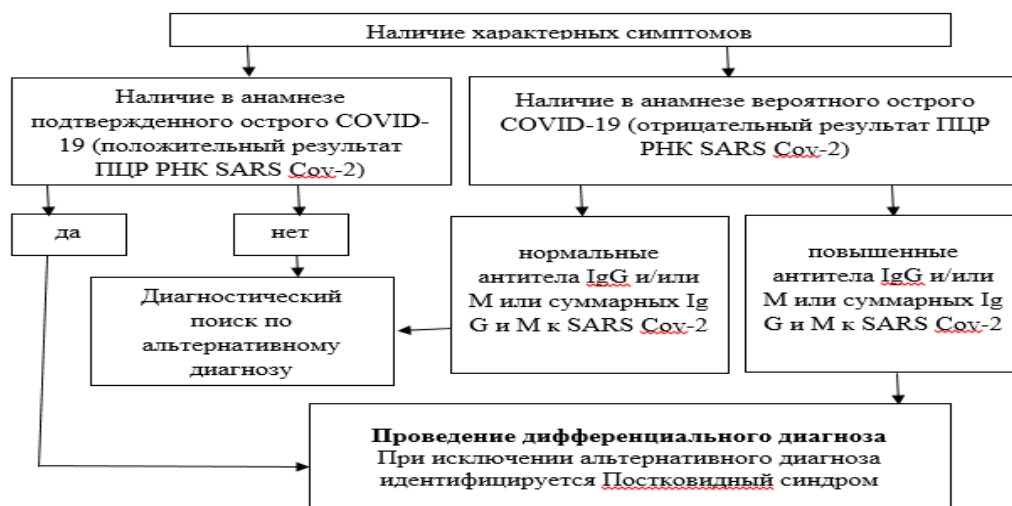 Наличие характерных симптомов
Наличие в анамнезе
подтвержденного острого COVID-
19 (положительный результат
ПЦР РНК SARS Cov-2)
Наличие в анамнезе вероятного острого
COVID-19 (отрицательный результат ПЦР
РНК SARS Cov-2)
да
нет
нормальные
антитела IgG и/или
М или суммарных Ig
G и М к SARS Cov-2
повышенные
антитела IgG и/или
М или суммарных Ig
G и М к SARS Cov-2
Диагностический
поиск по
альтернативному
диагнозу
Проведение дифференциального диагноза
При исключении альтернативного диагноза
идентифицируется Постковидный синдром